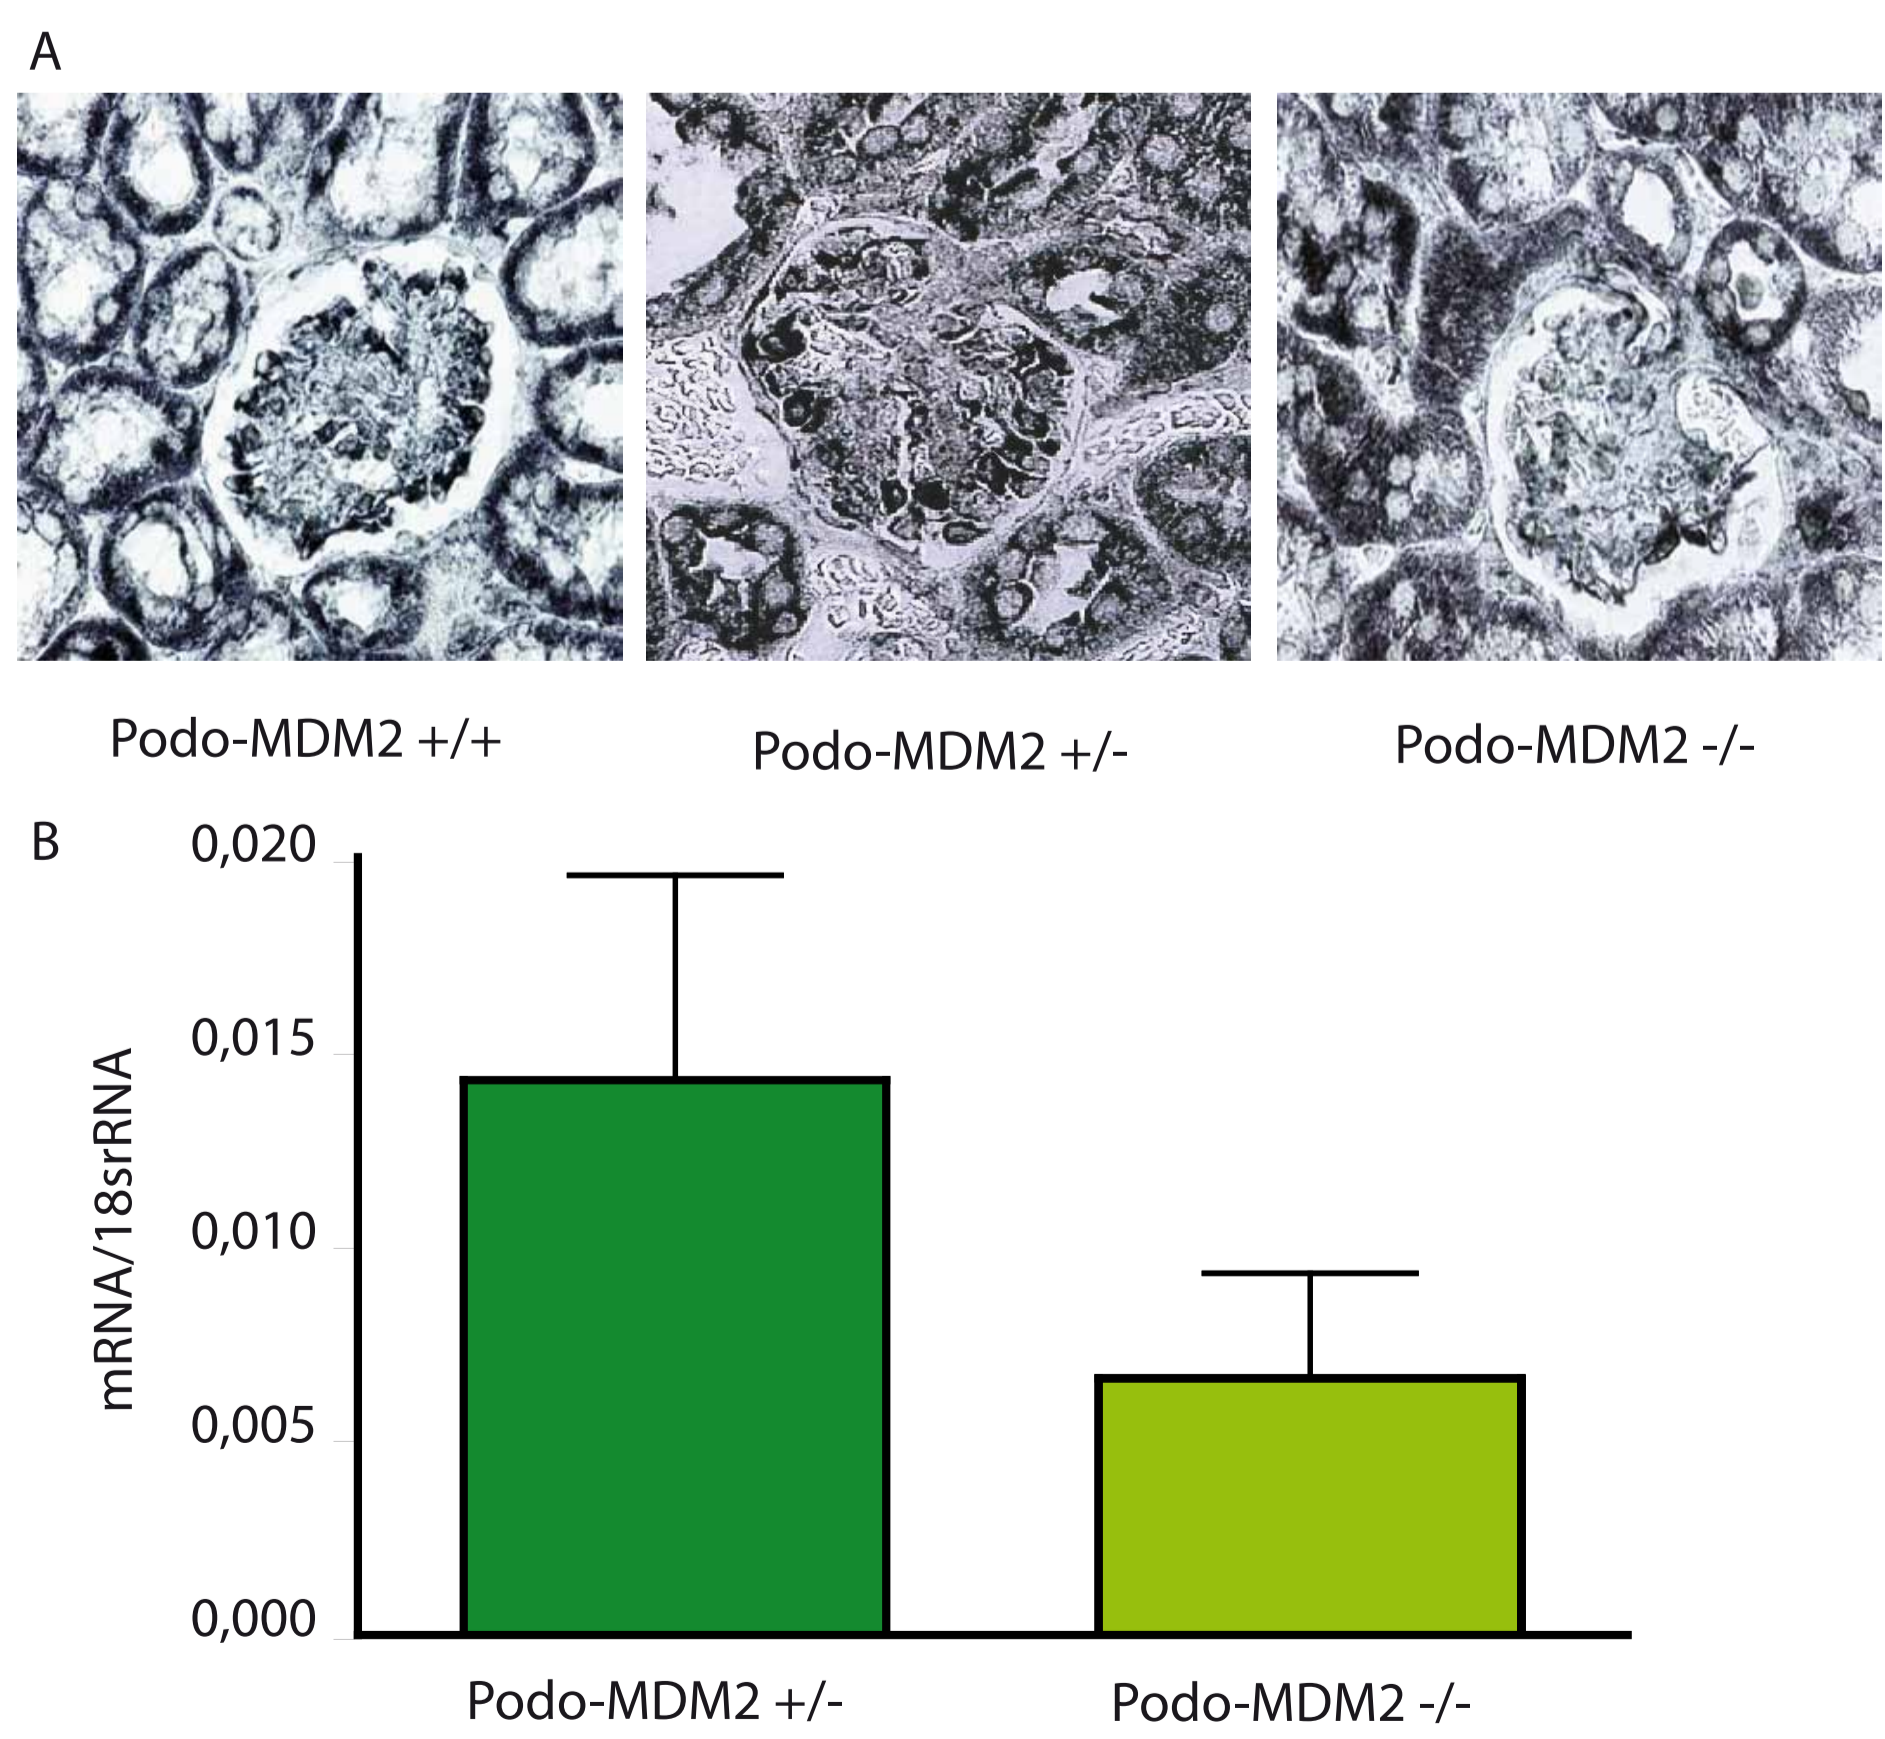 A
Podo-MDM2 +/+
Podo-MDM2 +/-
Podo-MDM2 -/-
B
0,020
0,015
0,010
0,005
0,000
mRNA/18srRNA
Podo-MDM2 +/-
Podo-MDM2 -/-